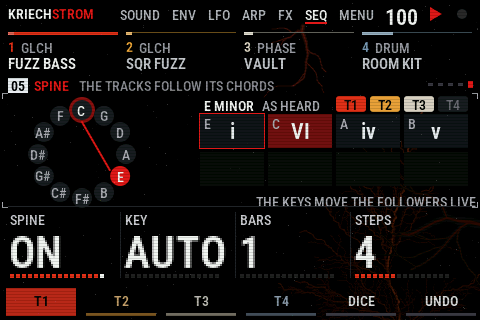 KRIECHSTROM SOUND ENV LFO ARP FX SEQ MENU 100
1 GLCH 2 GLCH 3 PHASE 4 DRUM
FUZZ BASS SQR FUZZ VAULT ROOM KIT
05 SPINE THE TRACKS FOLLOW ITS CHORDS
E MINOR AS HEARD T1 T2 T3 T4
E i C VI A iv B v
C G D A E B F# C# G# D# A# F
THE KEYS MOVE THE FOLLOWERS LIVE
SPINE KEY BARS STEPS
ON AUTO 1 4
T1 T2 T3 T4 DICE UNDO